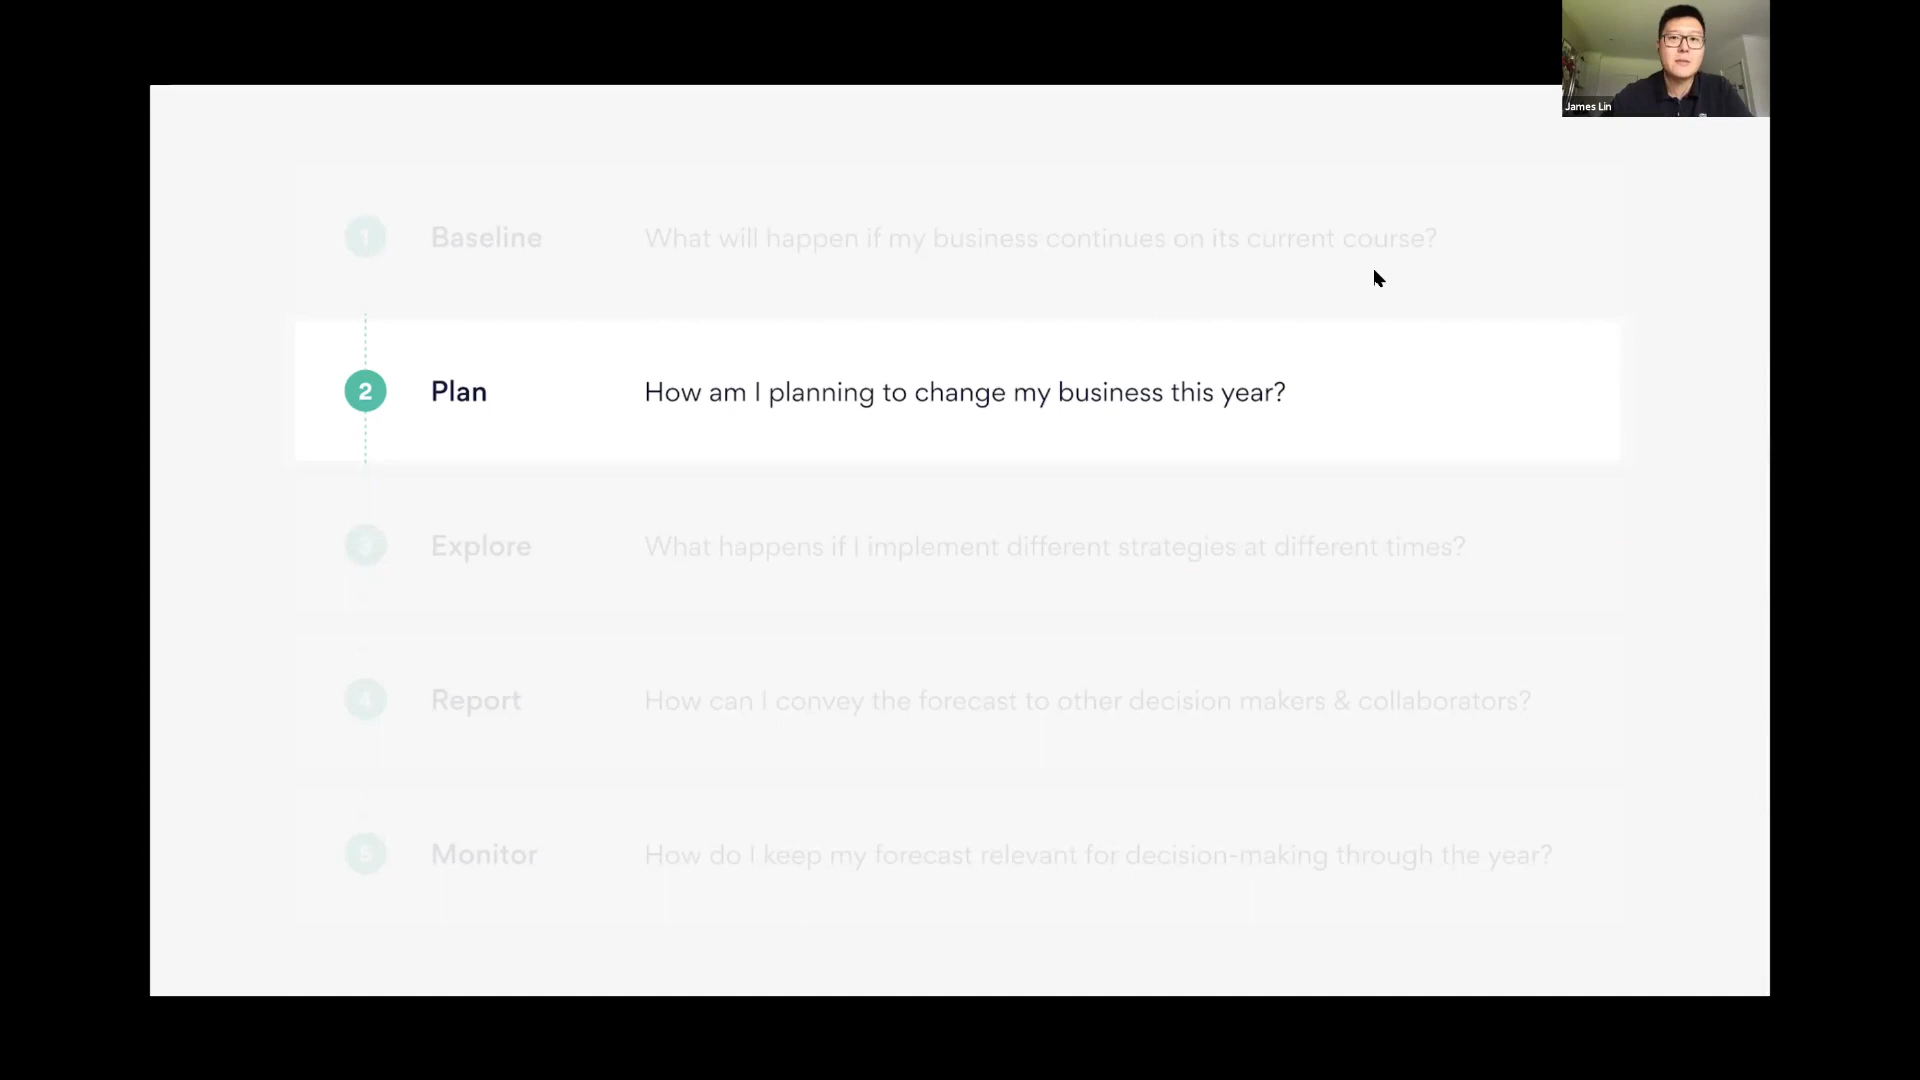 James Lin
1 Baseline What will happen if my business continues on its current course?
2 Plan How am I planning to change my business this year?
3 Explore What happens if I implement different strategies at different times?
4 Report How can I convey the forecast to other decision makers & collaborators?
5 Monitor How do I keep my forecast relevant for decision-making through the year?